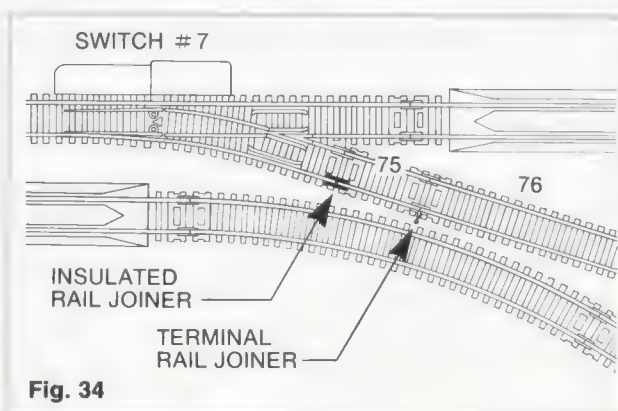 SWITCH #7
75
76
INSULATED
RAIL JOINER
TERMINAL
RAIL JOINER
Fig. 34